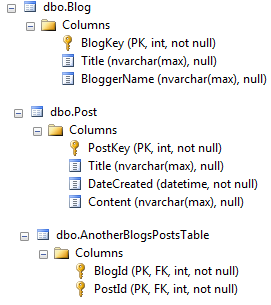 dbo.Blog
Columns
BlogKey (PK, int, not null)
Title (nvarchar(max), null)
BloggerName (nvarchar(max), null)
dbo.Post
Columns
PostKey (PK, int, not null)
Title (nvarchar(max), null)
DateCreated (datetime, not null)
Content (nvarchar(max), null)
dbo.AnotherBlogsPostsTable
Columns
BlogId (PK, FK, int, not null)
PostId (PK, FK, int, not null)